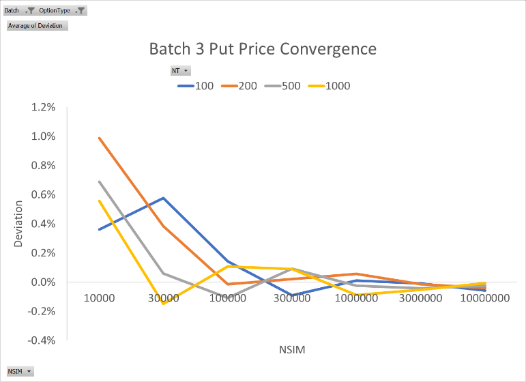 Batch OptionType
Average of Deviation
Batch 3 Put Price Convergence
NT
100 200 500 1000
1.2%
1.0%
0.8%
0.6%
0.4%
0.2%
0.0%
-0.2%
-0.4%
Deviation
10000 30000 100000 300000 1000000 3000000 10000000
NSIM
NSIM